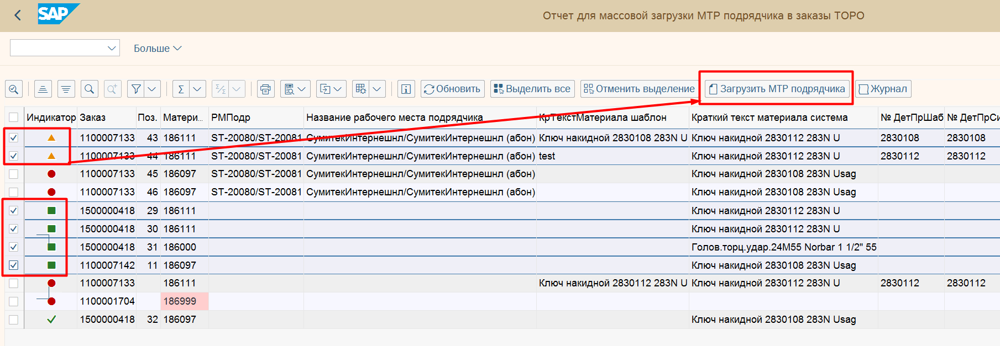 SAP
Отчет для массовой загрузки МТР подрядчика в заказы ТОРО
Больше
Обновить Выделить все Отменить выделение Загрузить МТР подрядчика Журнал
Индикатор Заказ Поз. Матери... РМПодр Название рабочего места подрядчика КрТекстМатериала шаблон Краткий текст материала система № ДетПрШаб № ДетПрСи
1100007133 43 186111 ST-20080/ST-20081 СумитекИнтернешнл/СумитекИнтернешнл (абон) Ключ накидной 2830108 283N U Ключ накидной 2830112 283N U 2830108 2830108
1100007133 44 186111 ST-20080/ST-20081 СумитекИнтернешнл/СумитекИнтернешнл (абон) test Ключ накидной 2830112 283N U 2830112 2830112
1100007133 45 186097 ST-20080/ST-20081 СумитекИнтернешнл/СумитекИнтернешнл (абон) Ключ накидной 2830108 283N Usag
1100007133 46 186097 ST-20080/ST-20081 СумитекИнтернешнл/СумитекИнтернешнл (абон) Ключ накидной 2830108 283N Usag
1500000418 29 186111 Ключ накидной 2830112 283N U
1500000418 30 186111 Ключ накидной 2830112 283N U
1500000418 31 186000 Голов.торц.удар.24М55 Norbar 1 1/2" 55
1100007142 11 186097 Ключ накидной 2830108 283N Usag
1100007133 186111 Ключ накидной 2830112 283N U Ключ накидной 2830112 283N U 2830112 2830112
1100001704 186999
1500000418 32 186097 Ключ накидной 2830108 283N Usag